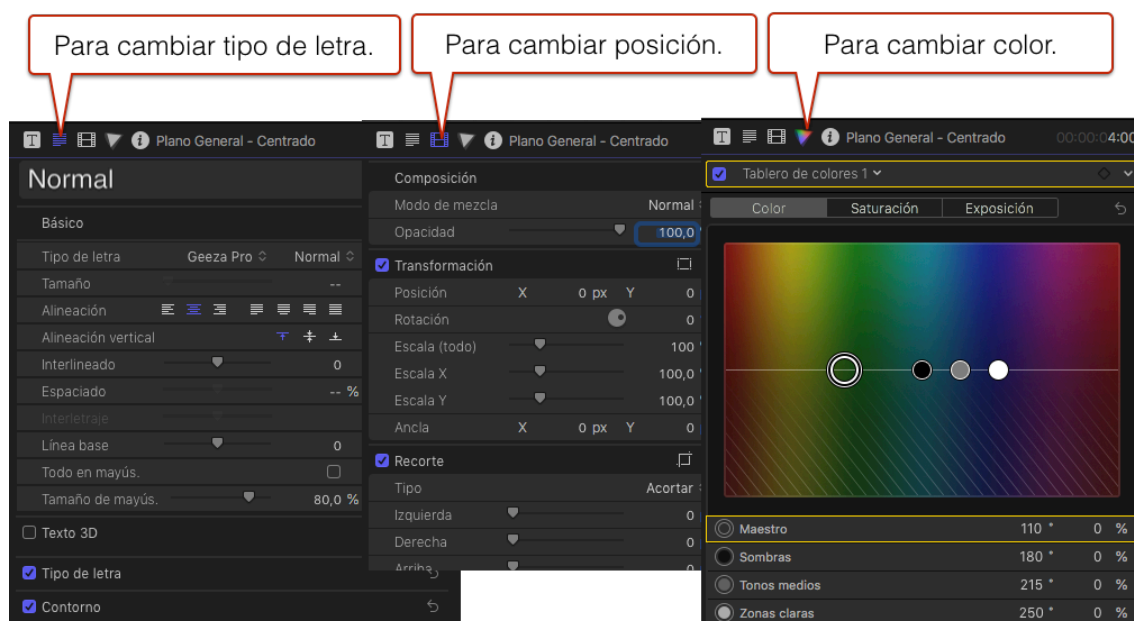 Para cambiar tipo de letra.
Para cambiar posición.
Para cambiar color.
T i Plano General - Centrado
Normal
Básico
Tipo de letra Geeza Pro Normal
Tamaño --
Alineación
Alineación vertical
Interlineado 0
Espaciado -- %
Interletraje
Línea base 0
Todo en mayús.
Tamaño de mayús. 80,0 %
Texto 3D
Tipo de letra
Contorno
T i Plano General - Centrado
Composición
Modo de mezcla Normal
Opacidad 100,0
Transformación
Posición X 0 px Y 0
Rotación 0
Escala (todo) 100
Escala X 100,0
Escala Y 100,0
Ancla X 0 px Y 0
Recorte
Tipo Acortar
Izquierda 0
Derecha 0
Arriba 0
T i Plano General - Centrado 00:00:04:00
Tablero de colores 1
Color Saturación Exposición
Maestro 110 ° 0 %
Sombras 180 ° 0 %
Tonos medios 215 ° 0 %
Zonas claras 250 ° 0 %